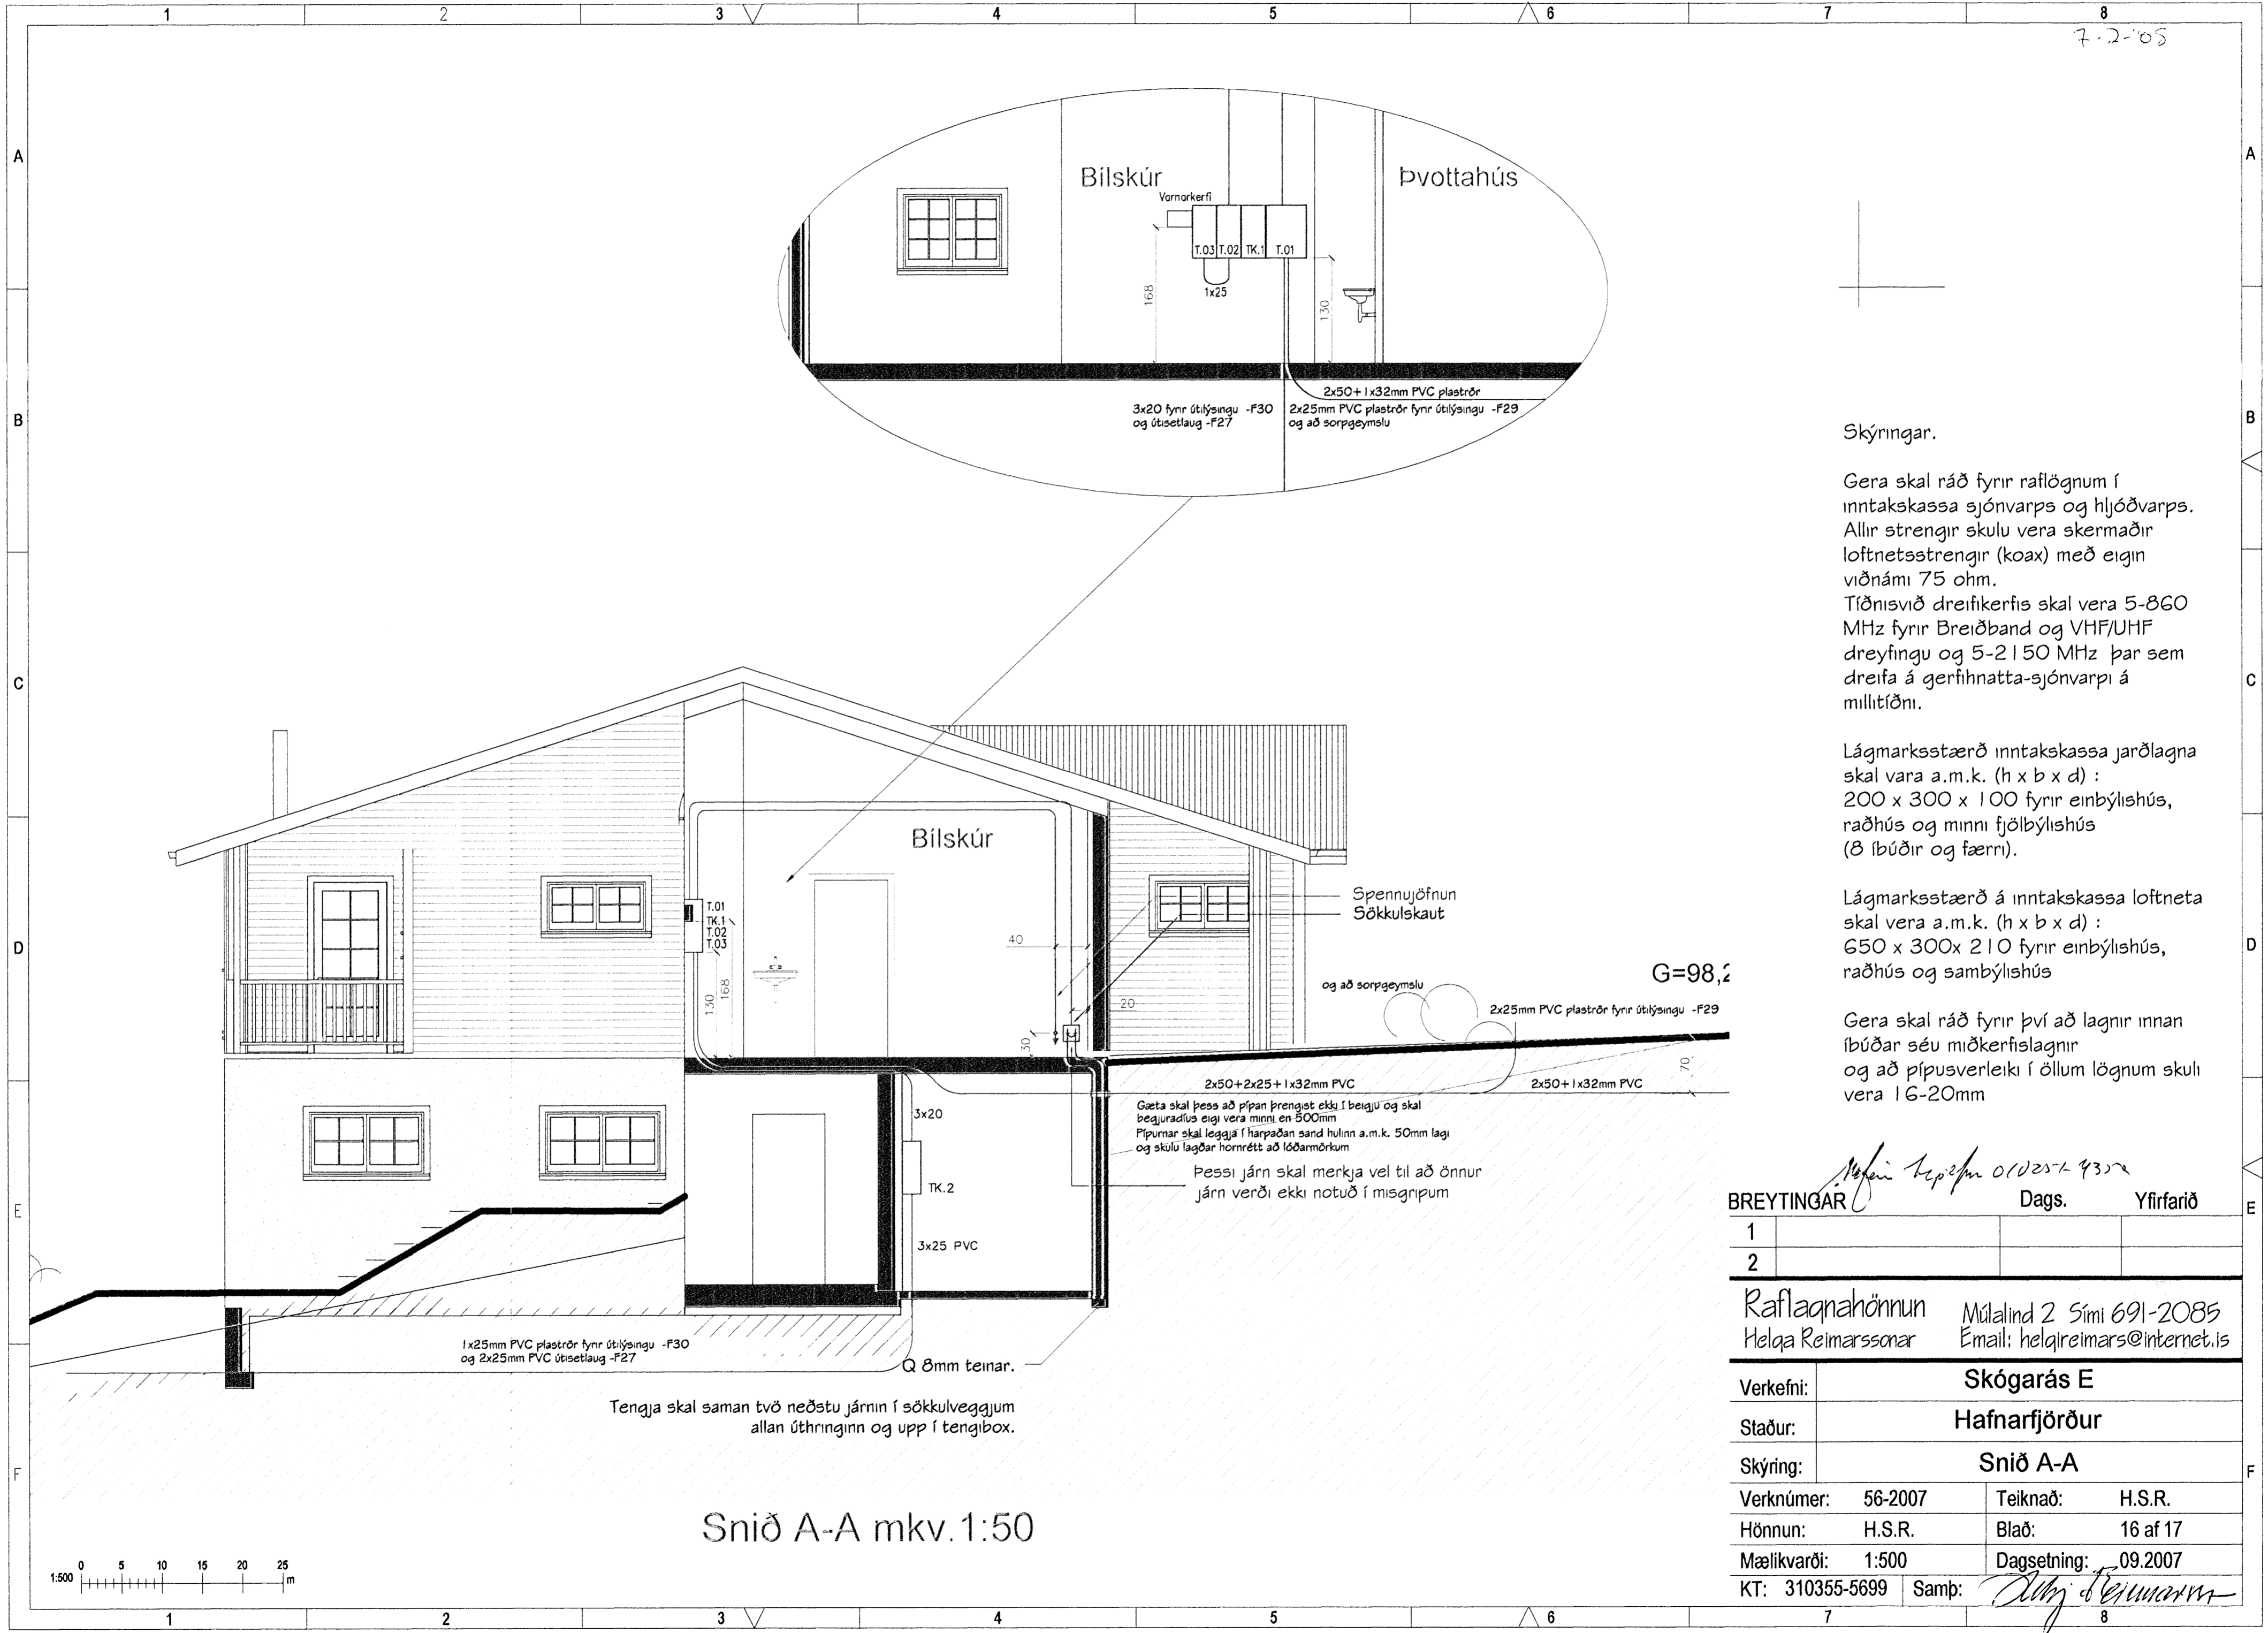 1 2 3 4 5 6 7 8
7-2-'08
A
B
C
D
E
F
A
B
C
D
E
F
Bílskúr
Þvottahús
Varnarkerfi
T.03 T.02 TK.1 T.01
1x25
168
130
2x50+1x32mm PVC plaströr
3x20 fyrir útilýsingu -F30
og útisetlaug -F27
2x25mm PVC plaströr fyrir útilýsingu -F29
og að sorpgeymslu
Skýringar.
Gera skal ráð fyrir raflögnum í
inntakskassa sjónvarps og hljóðvarps.
Allir strengir skulu vera skermaðir
loftnetsstrengir (koax) með eigin
viðnámi 75 ohm.
Tíðnisvið dreifikerfis skal vera 5-860
MHz fyrir Breiðband og VHF/UHF
dreyfingu og 5-2150 MHz þar sem
dreifa á gerfihnatta-sjónvarpi á
millitíðni.
Lágmarksstærð inntakskassa jarðlagna
skal vara a.m.k. (h x b x d) :
200 x 300 x 100 fyrir einbýlishús,
raðhús og minni fjölbýlishús
(8 íbúðir og færri).
Lágmarksstærð á inntakskassa loftneta
skal vera a.m.k. (h x b x d) :
650 x 300x 210 fyrir einbýlishús,
raðhús og sambýlishús
Gera skal ráð fyrir því að lagnir innan
íbúðar séu miðkerfislagnir
og að pípusverleiki í öllum lögnum skuli
vera 16-20mm
Bílskúr
T.01
TK.1
T.02
T.03
130
168
40
20
30
Spennujöfnun
Sökkulskaut
G=98,2
og að sorpgeymslu
2x25mm PVC plaströr fyrir útilýsingu -F29
70
2x50+2x25+1x32mm PVC
2x50+1x32mm PVC
Gæta skal þess að pípan þrengist ekki í beigju og skal
begjuradíus eigi vera minni en 500mm
Pípurnar skal leggja í harpaðan sand hulinn a.m.k. 50mm lagi
og skulu lagðar hornrétt að lóðarmörkum
Þessi járn skal merkja vel til að önnur
járn verði ekki notuð í misgripum
3x20
TK.2
3x25 PVC
1x25mm PVC plaströr fyrir útilýsingu -F30
og 2x25mm PVC útisetlaug -F27
Q 8mm teinar.
Tengja skal saman tvö neðstu járnin í sökkulveggjum
allan úthringinn og upp í tengibox.
Snið A-A mkv.1:50
1:500 0 5 10 15 20 25 m
BREYTINGAR Dags. Yfirfarið
1
2
Raflagnahönnun Múlalind 2 Sími 691-2085
Helga Reimarssonar Email: helgireimars@internet.is
Verkefni: Skógarás E
Staður: Hafnarfjörður
Skýring: Snið A-A
Verknúmer: 56-2007 Teiknað: H.S.R.
Hönnun: H.S.R. Blað: 16 af 17
Mælikvarði: 1:500 Dagsetning: 09.2007
KT: 310355-5699 Samþ:
1 2 3 4 5 6 7 8